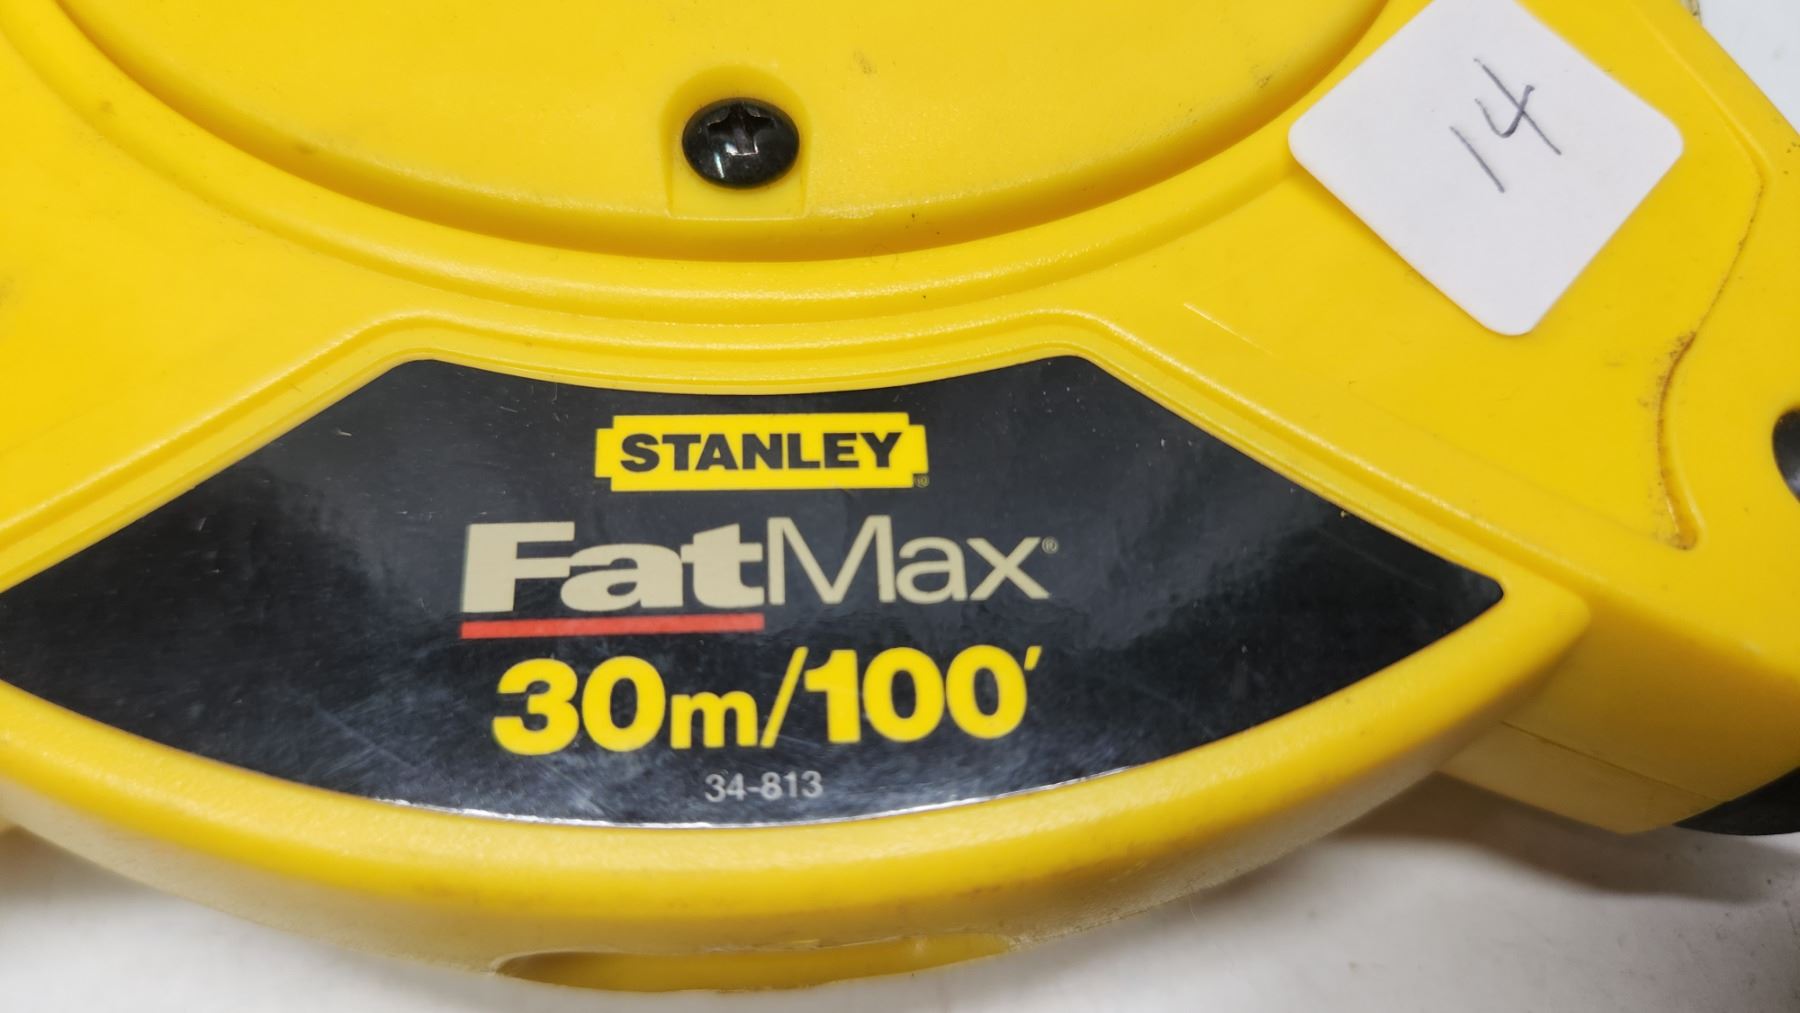 14
STANLEY®
FatMax®
30m/100'
34-813